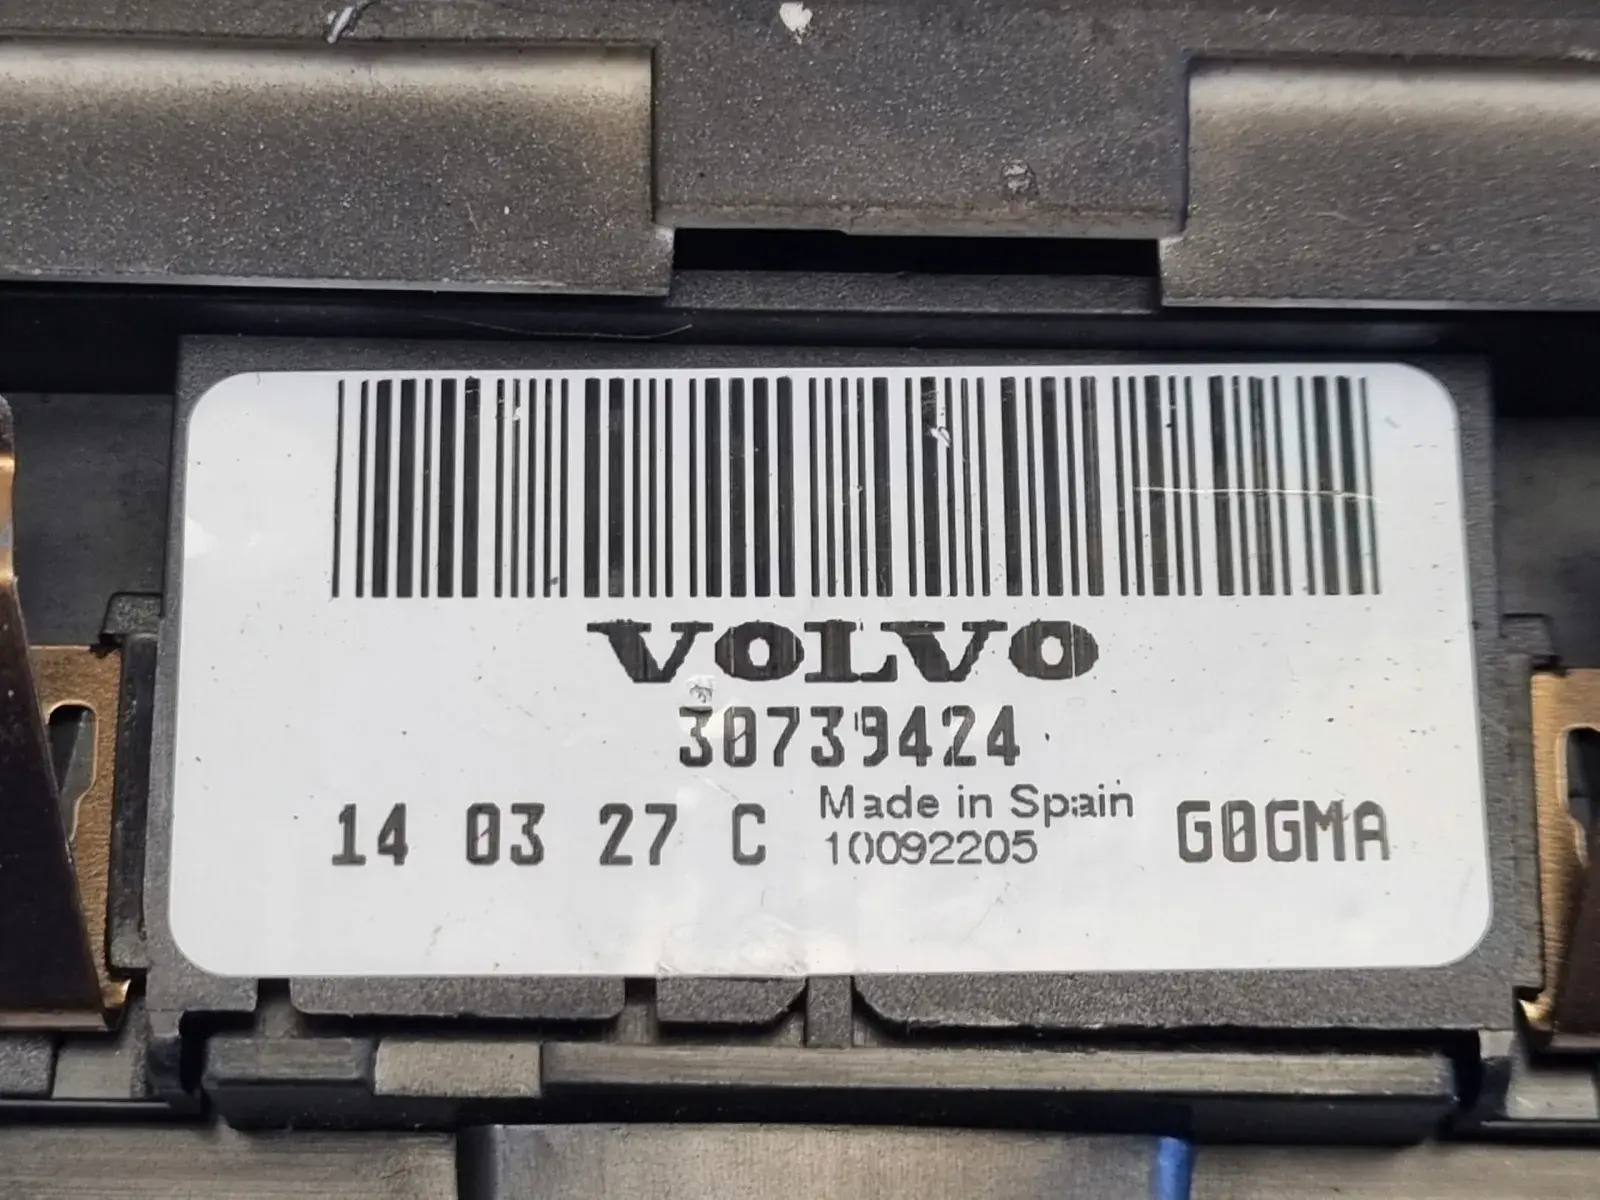 VOLVO
30739424
14 03 27 C Made in Spain G0GMA
10092205